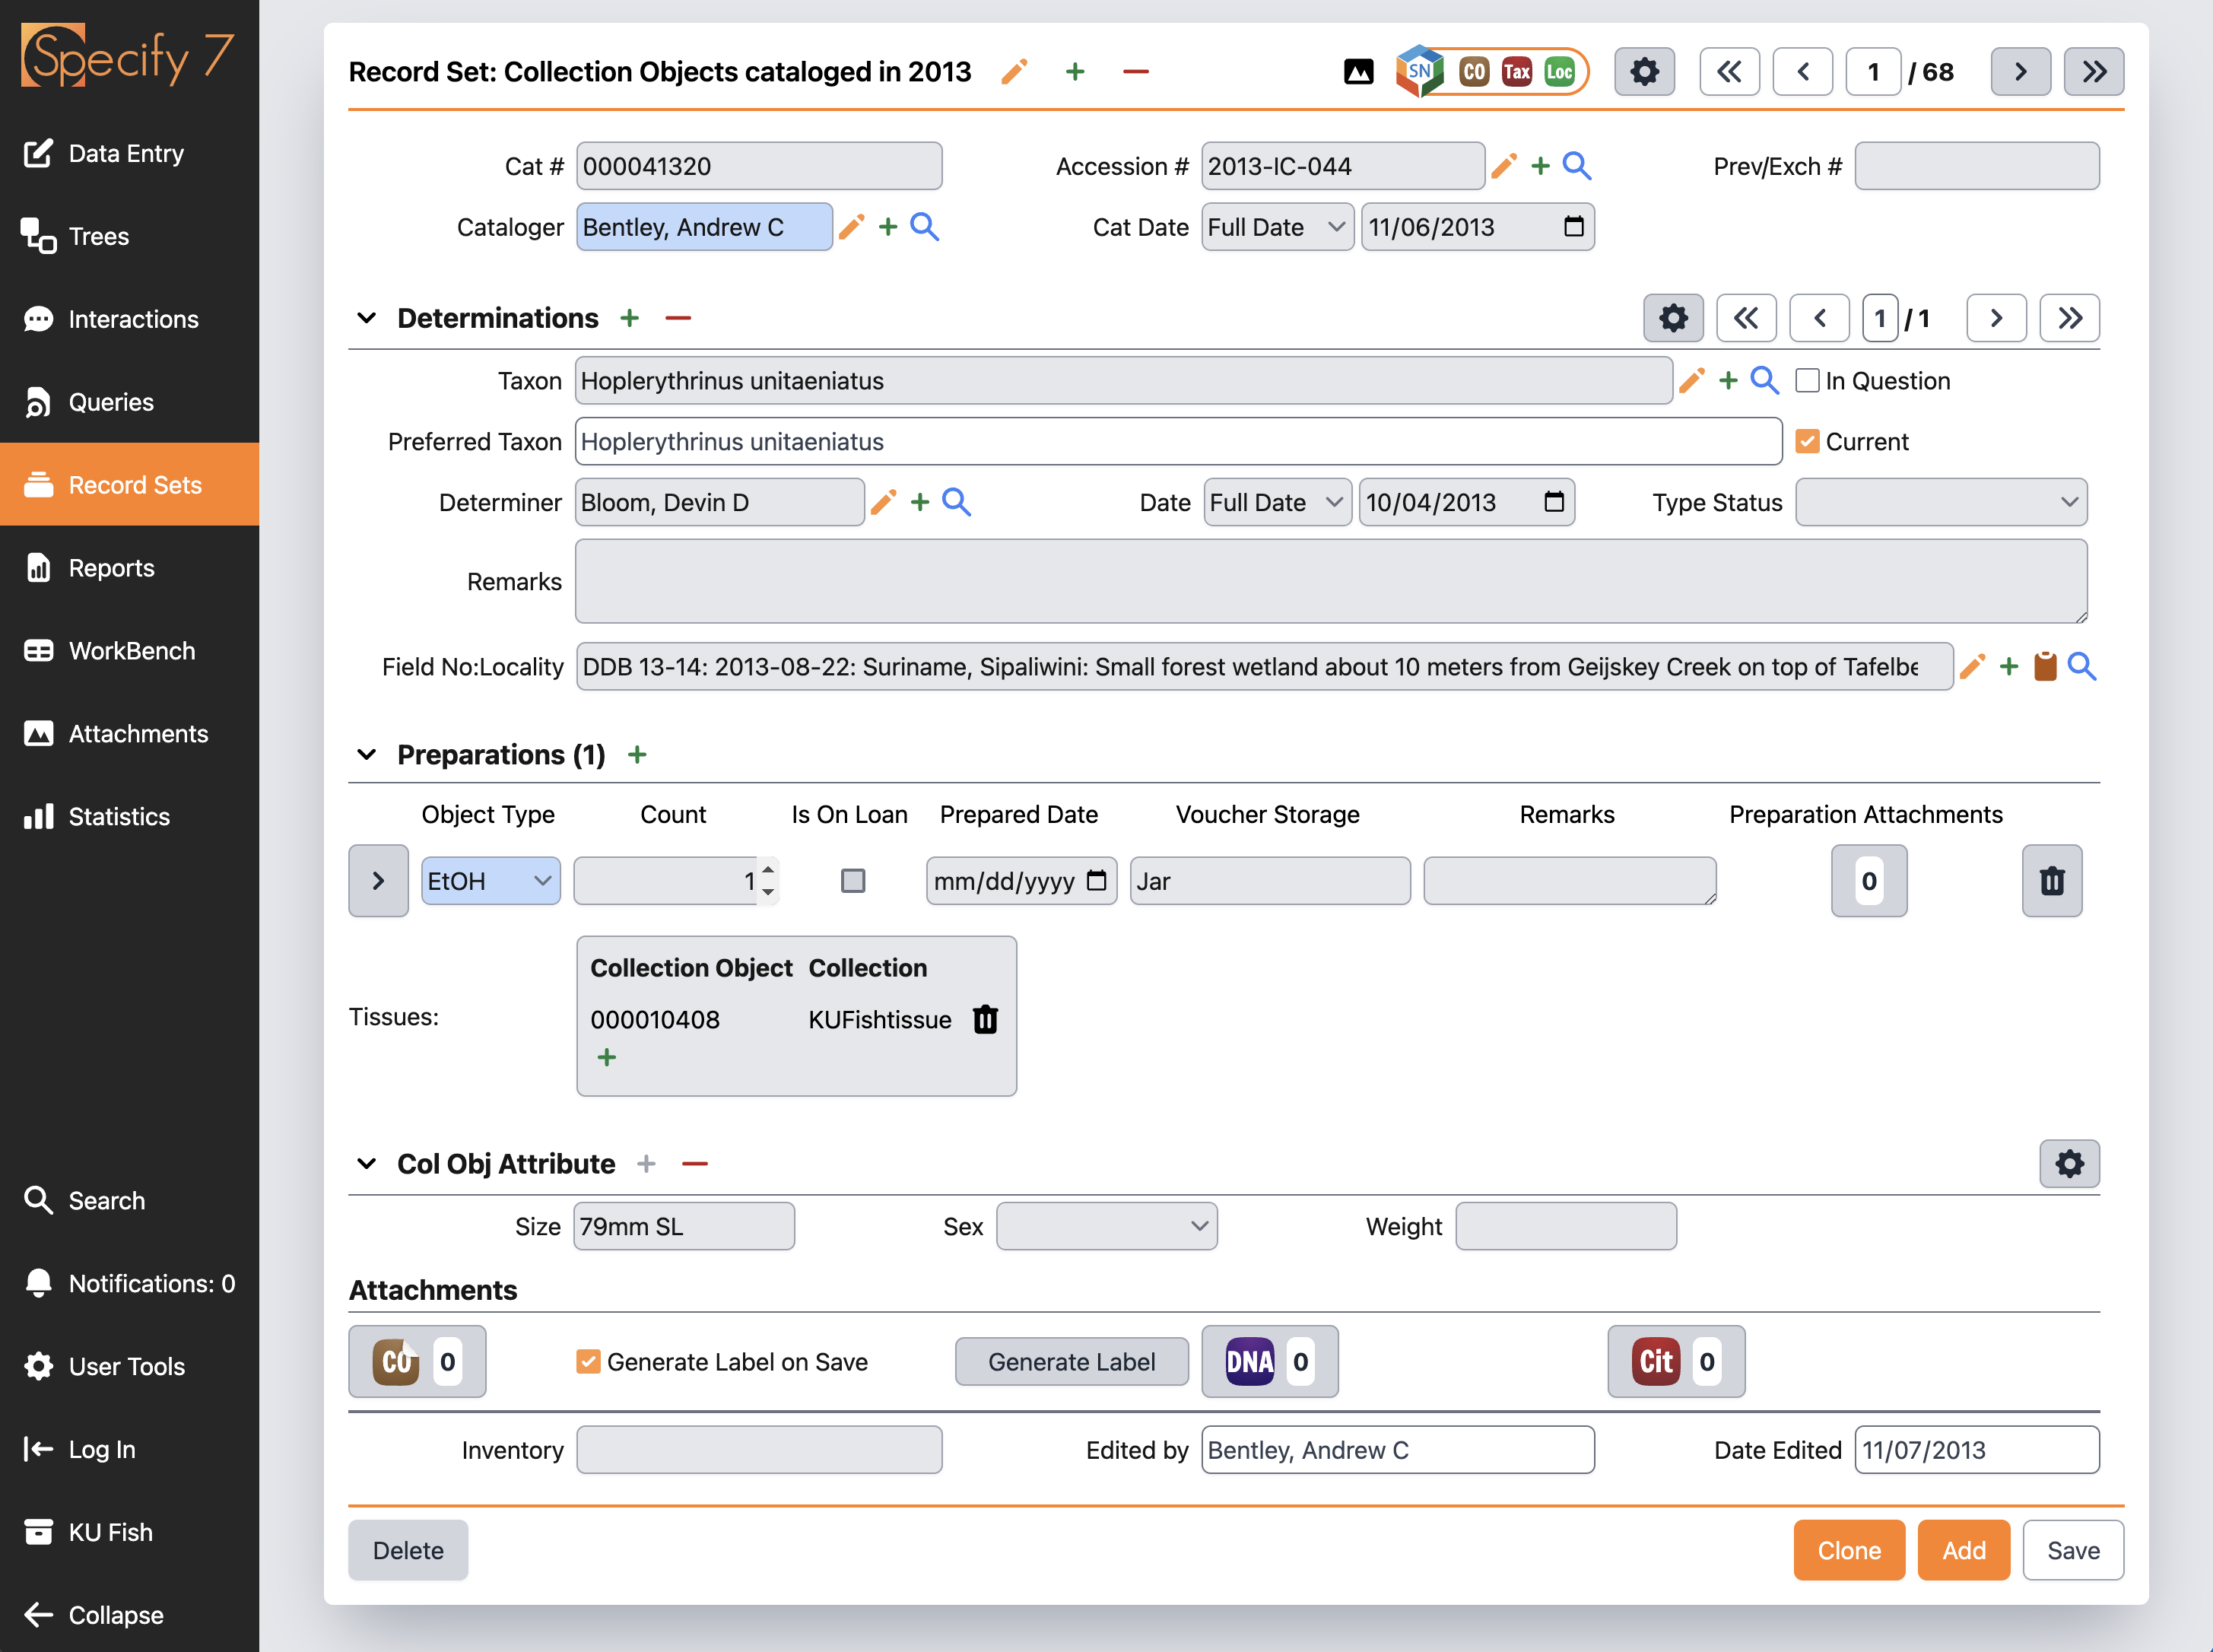 Specify 7
Data Entry
Trees
Interactions
Queries
Record Sets
Reports
WorkBench
Attachments
Statistics
Search
Notifications: 0
User Tools
Log In
KU Fish
Collapse
Record Set: Collection Objects cataloged in 2013
SN CO Tax Loc
1 / 68
Cat # 000041320 Accession # 2013-IC-044 Prev/Exch #
Cataloger Bentley, Andrew C Cat Date Full Date 11/06/2013
Determinations 1 / 1
Taxon Hoplerythrinus unitaeniatus In Question
Preferred Taxon Hoplerythrinus unitaeniatus Current
Determiner Bloom, Devin D Date Full Date 10/04/2013 Type Status
Remarks
Field No:Locality DDB 13-14: 2013-08-22: Suriname, Sipaliwini: Small forest wetland about 10 meters from Geijskey Creek on top of Tafelbe
Preparations (1)
Object Type Count Is On Loan Prepared Date Voucher Storage Remarks Preparation Attachments
EtOH 1 mm/dd/yyyy Jar 0
Collection Object Collection
Tissues: 000010408 KUFishtissue
Col Obj Attribute
Size 79mm SL Sex Weight
Attachments
CO 0 Generate Label on Save Generate Label DNA 0 Cit 0
Inventory Edited by Bentley, Andrew C Date Edited 11/07/2013
Delete Clone Add Save